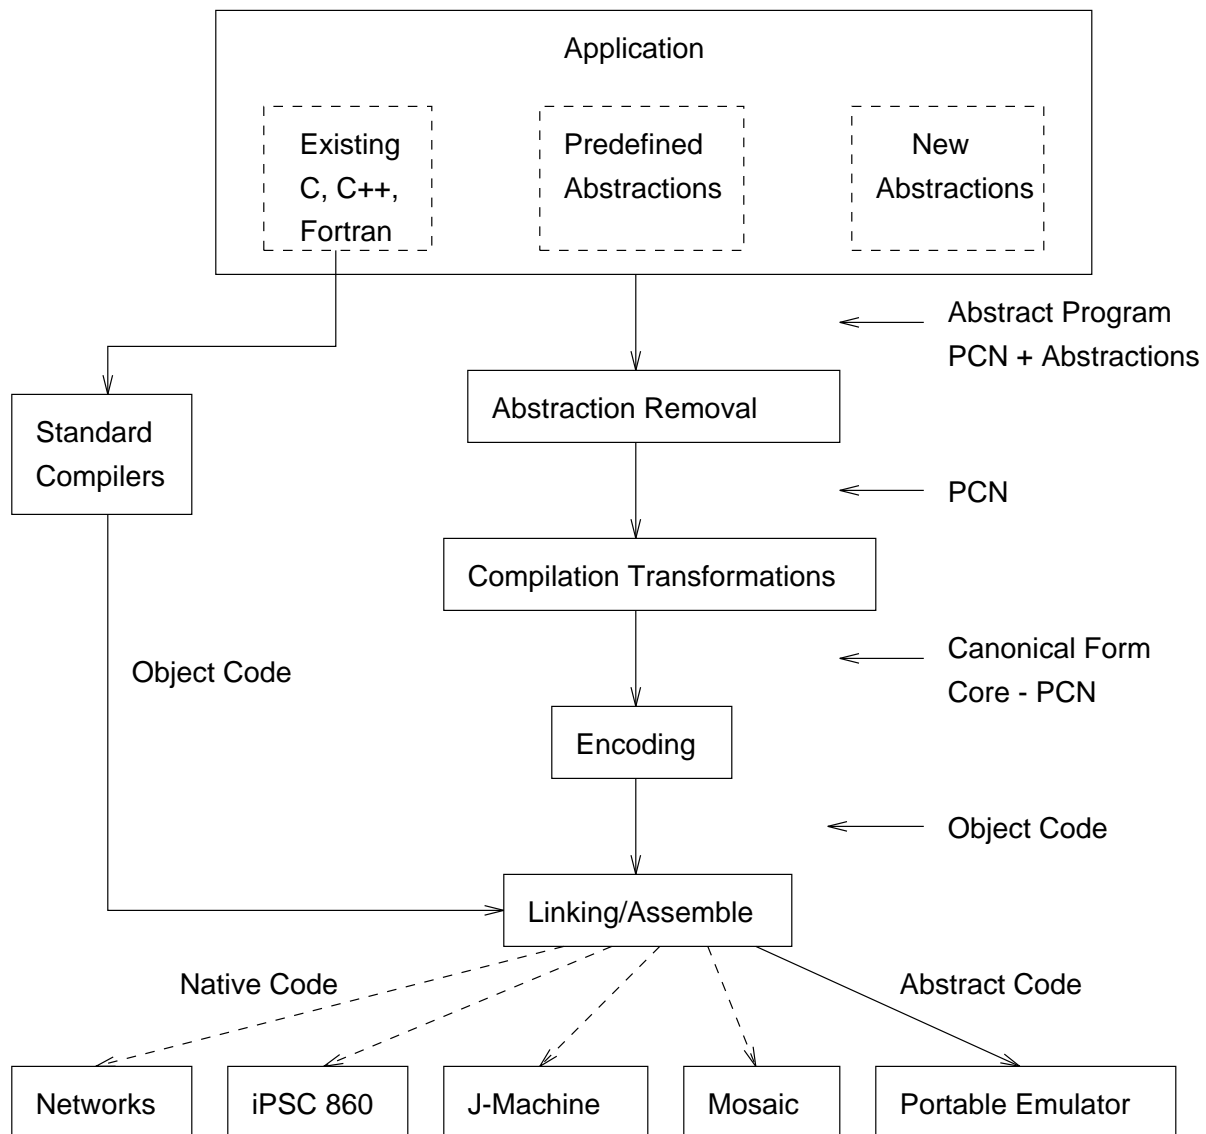 Application
Existing
C, C++,
Fortran
Predefined
Abstractions
New
Abstractions
Abstract Program
PCN + Abstractions
Abstraction Removal
Standard
Compilers
PCN
Compilation Transformations
Object Code
Canonical Form
Core - PCN
Encoding
Object Code
Linking/Assemble
Native Code
Abstract Code
Networks
iPSC 860
J-Machine
Mosaic
Portable Emulator